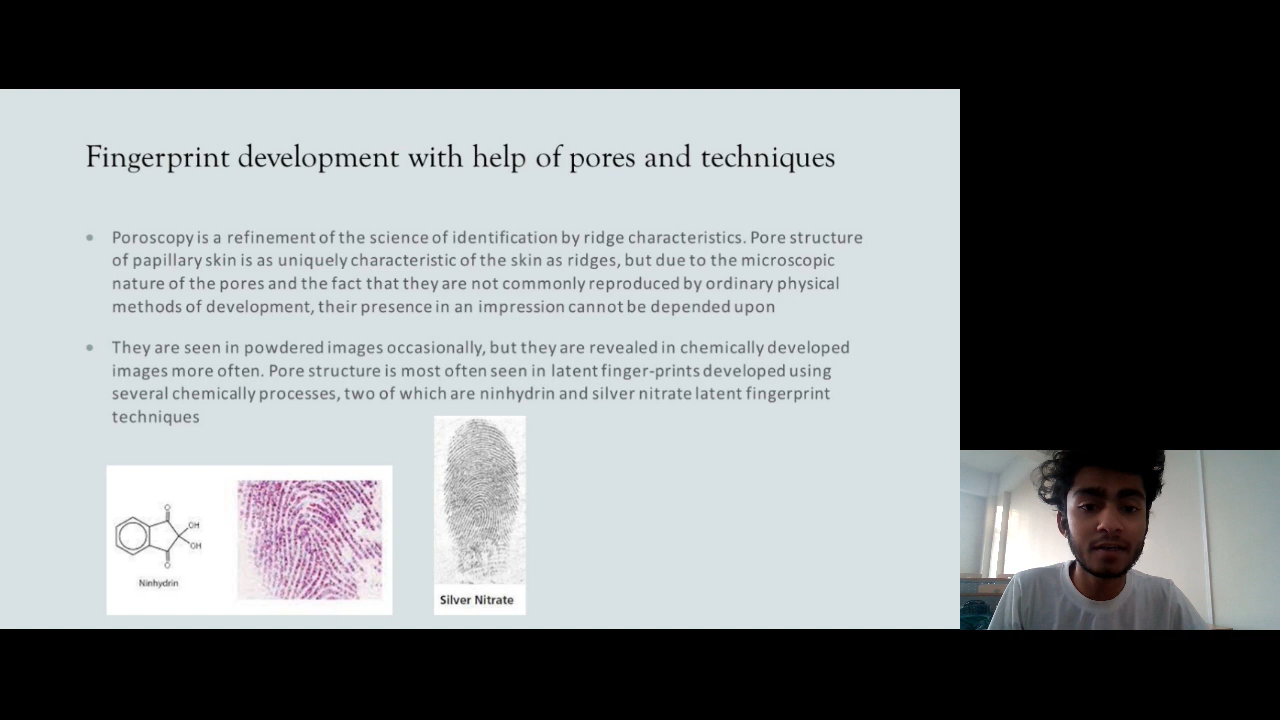 Fingerprint development with help of pores and techniques
Poroscopy is a refinement of the science of identification by ridge characteristics. Pore structure
of papillary skin is as uniquely characteristic of the skin as ridges, but due to the microscopic
nature of the pores and the fact that they are not commonly reproduced by ordinary physical
methods of development, their presence in an impression cannot be depended upon
They are seen in powdered images occasionally, but they are revealed in chemically developed
images more often. Pore structure is most often seen in latent finger-prints developed using
several chemically processes, two of which are ninhydrin and silver nitrate latent fingerprint
techniques
O
OH
OH
O
Ninhydrin
Silver Nitrate